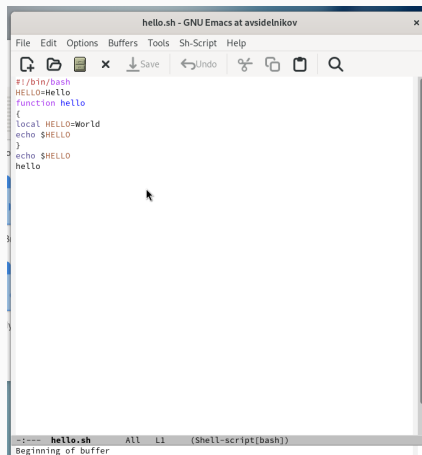 hello.sh - GNU Emacs at avsidelnikov ×
File Edit Options Buffers Tools Sh-Script Help
Save Undo
#!/bin/bash
HELLO=Hello
function hello
{
local HELLO=World
echo $HELLO
}
echo $HELLO
hello
-:--- hello.sh All L1 (Shell-script[bash])
Beginning of buffer